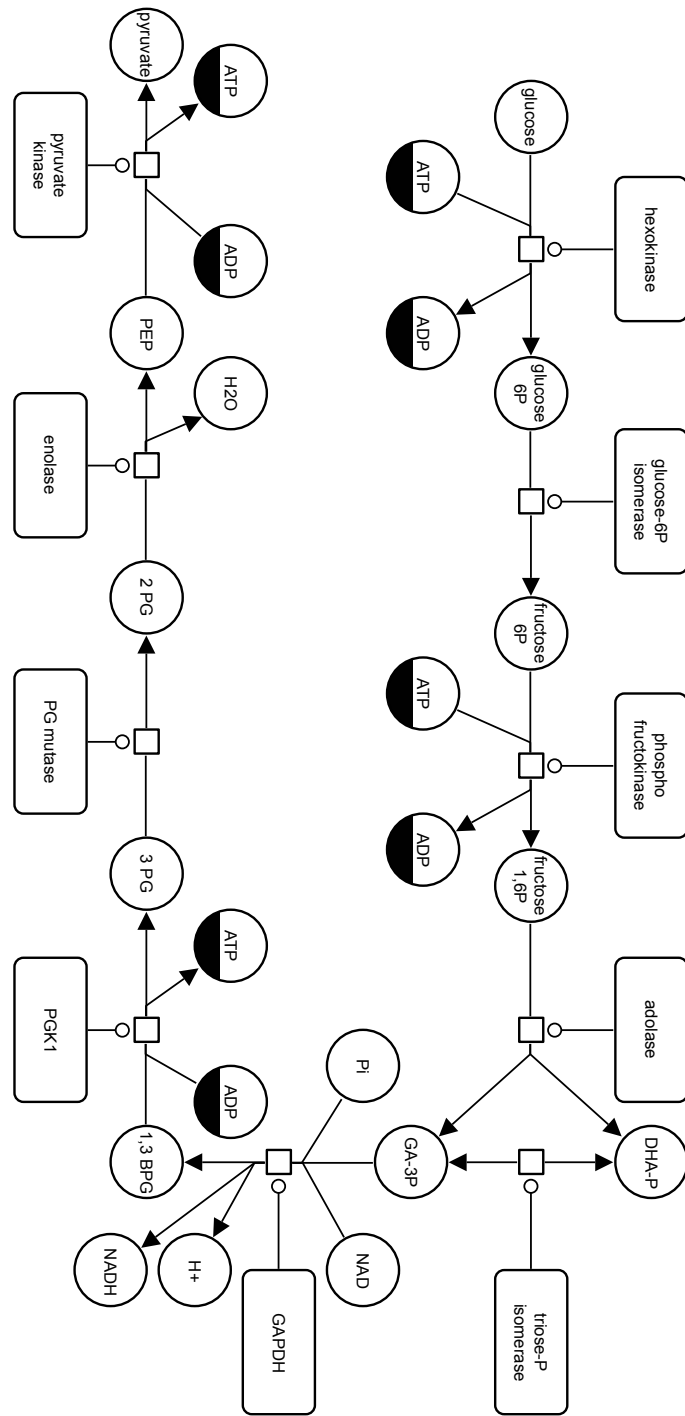 hexokinase
glucose-6P
isomerase
phospho
fructokinase
adolase
glucose
glucose
6P
fructose
6P
fructose
1,6P
DHA-P
triose-P
isomerase
ATP
ADP
ATP
ADP
GA-3P
Pi
NAD
GAPDH
ATP
ADP
H2O
ATP
ADP
H+
NADH
pyruvate
PEP
2 PG
3 PG
1,3 BPG
pyruvate
kinase
enolase
PG mutase
PGK1